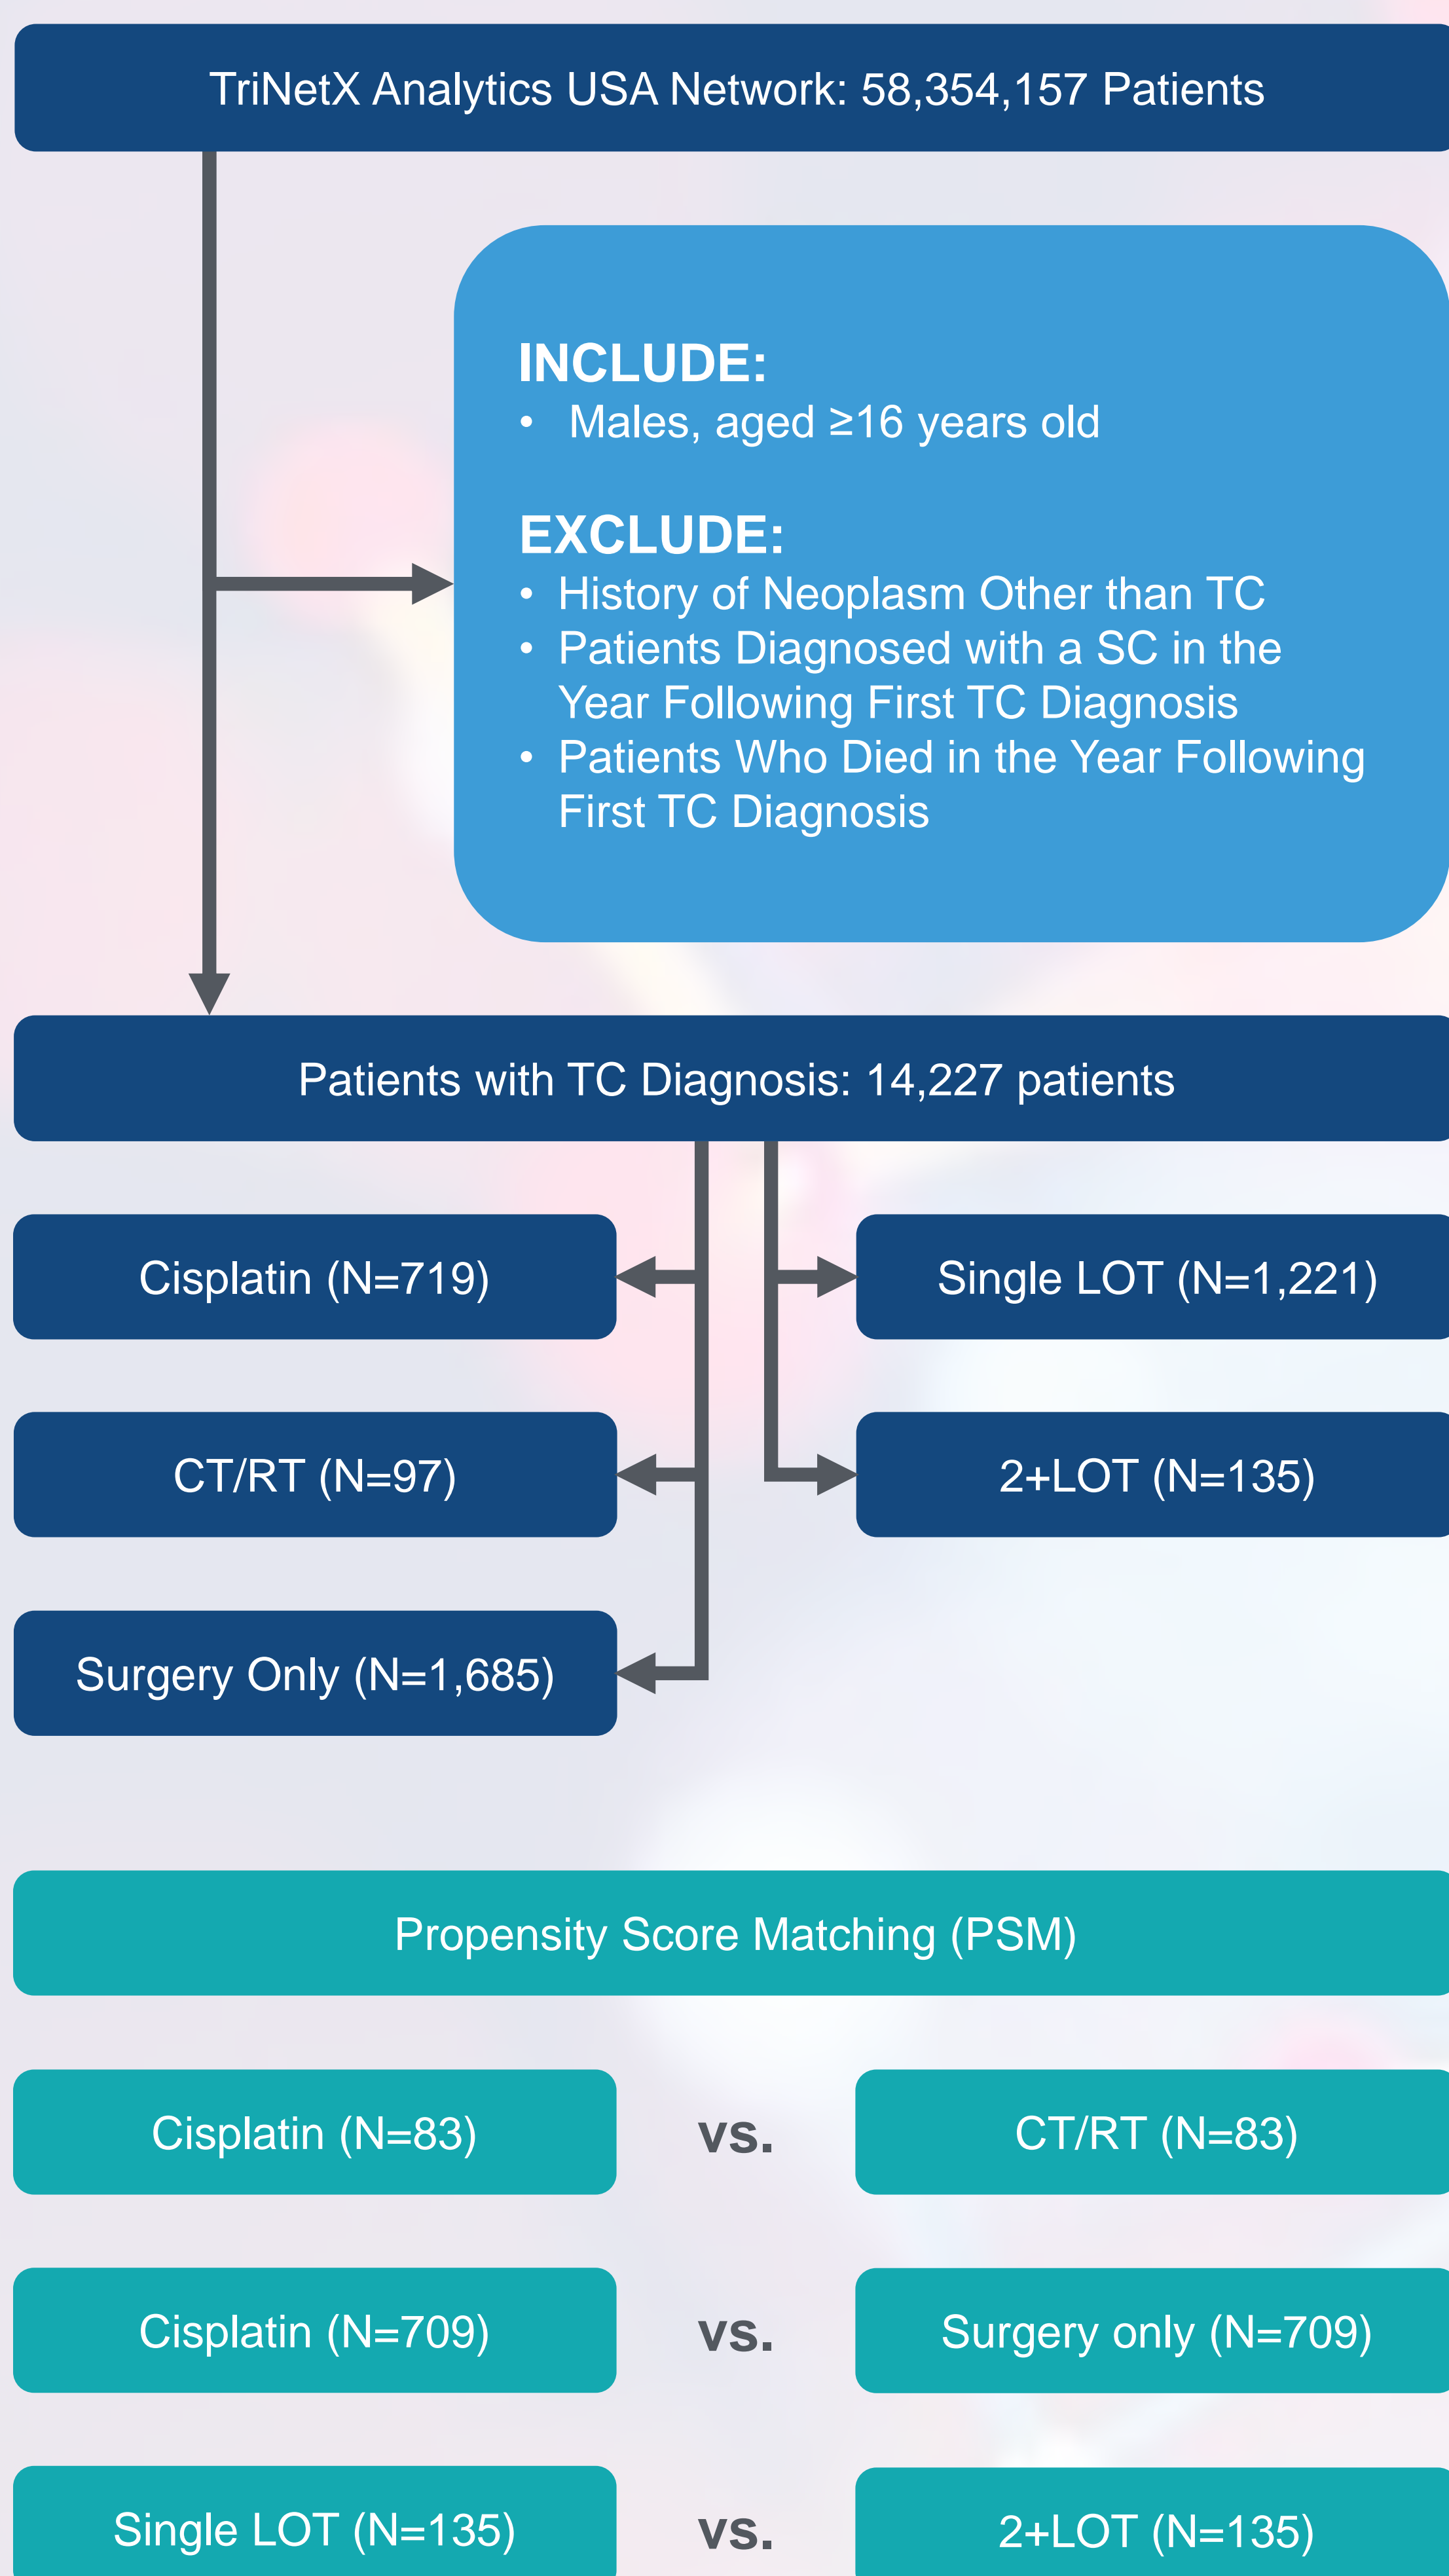 TriNetX Analytics USA Network: 58,354,157 Patients
INCLUDE:
• Males, aged ≥16 years old
EXCLUDE:
• History of Neoplasm Other than TC
• Patients Diagnosed with a SC in the
Year Following First TC Diagnosis
• Patients Who Died in the Year Following
First TC Diagnosis
Patients with TC Diagnosis: 14,227 patients
Cisplatin (N=719)
Single LOT (N=1,221)
CT/RT (N=97)
2+LOT (N=135)
Surgery Only (N=1,685)
Propensity Score Matching (PSM)
Cisplatin (N=83)
vs.
CT/RT (N=83)
Cisplatin (N=709)
vs.
Surgery only (N=709)
Single LOT (N=135)
vs.
2+LOT (N=135)